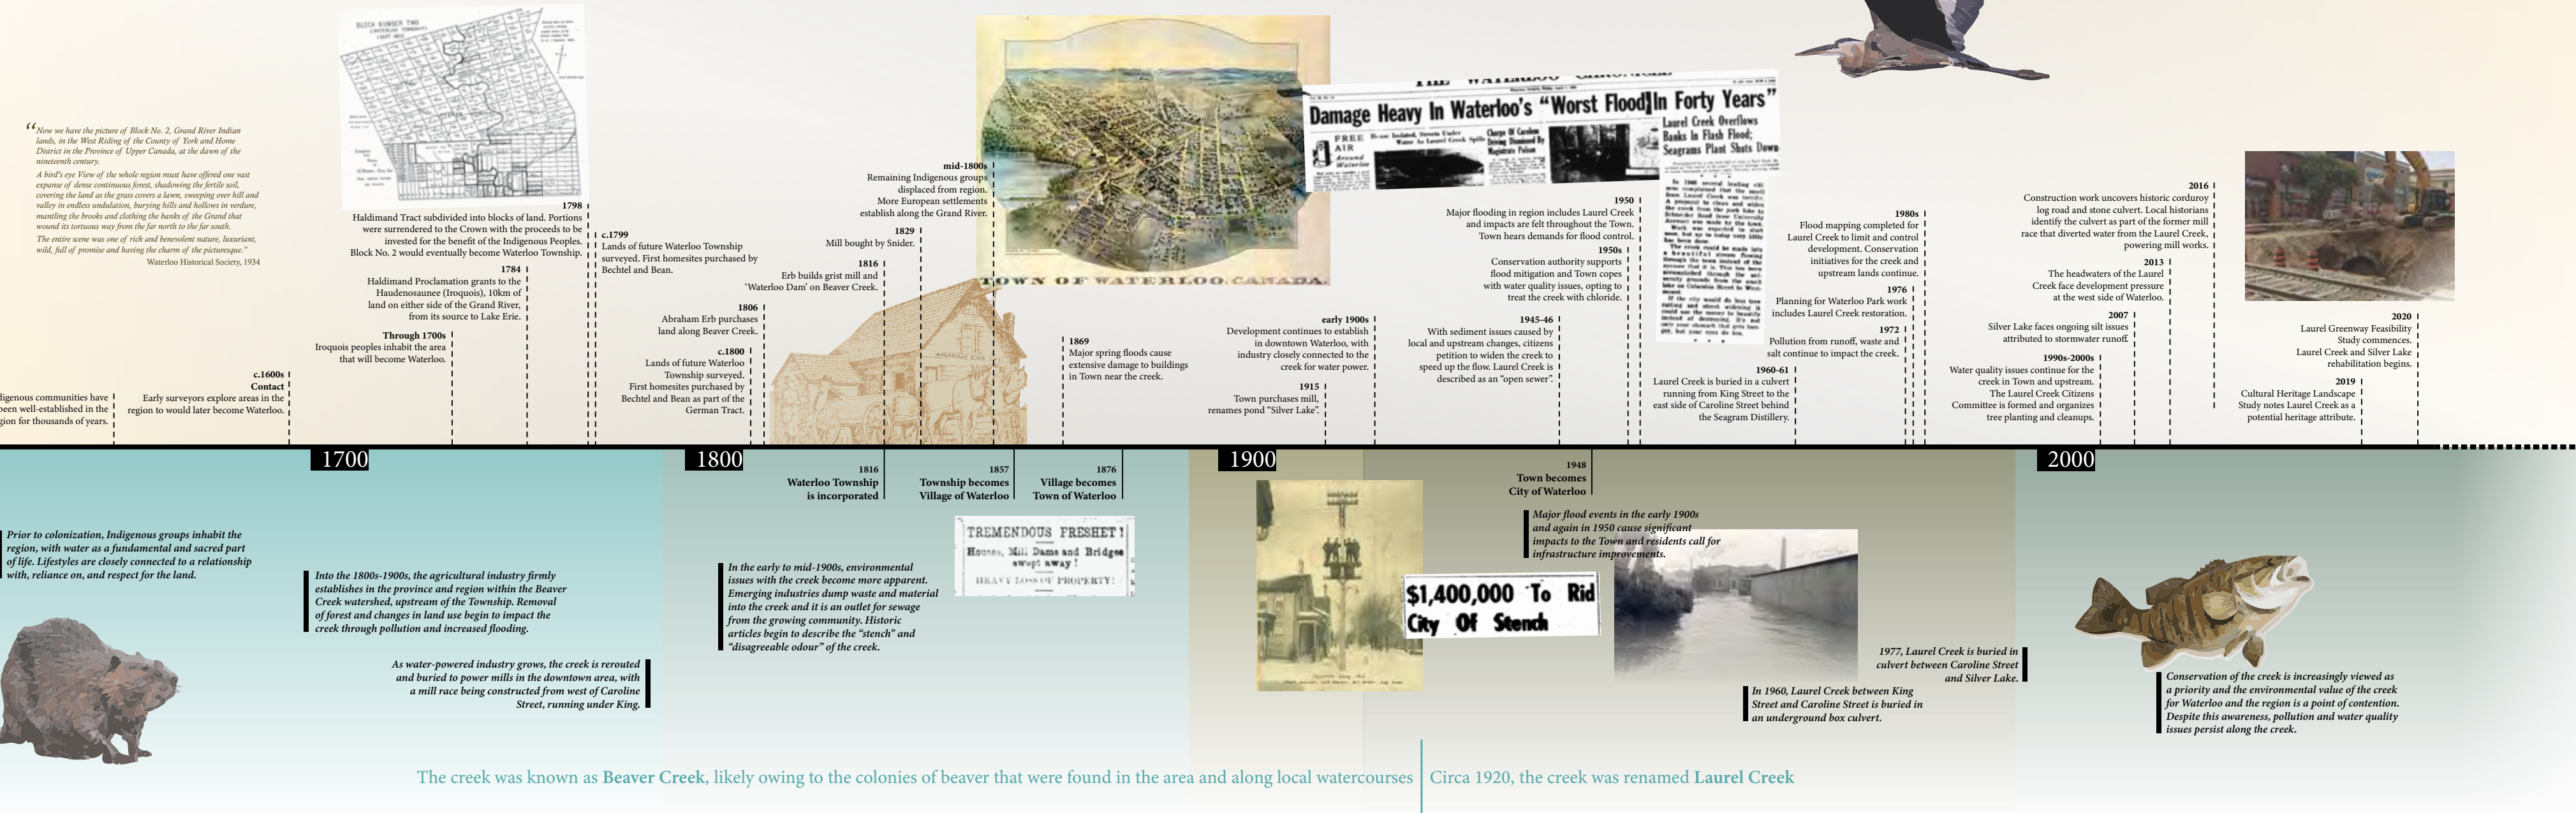 “Now we have the picture of Block No. 2, Grand River Indian
lands, in the West Riding of the County of York and Home
District in the Province of Upper Canada, at the dawn of the
nineteenth century.
A bird's eye View of the whole region must have offered one vast
expanse of dense continuous forest, shadowing the fertile soil,
covering the land as the grass covers a lawn, sweeping over hill and
valley in endless undulation, burying hills and hollows in verdure,
mantling the brooks and clothing the banks of the Grand that
wound its tortuous way from the far north to the far south.
The entire scene was one of rich and benevolent nature, luxuriant,
wild, full of promise and having the charm of the picturesque.”
Waterloo Historical Society, 1934
digenous communities have
een well-established in the
gion for thousands of years.
c.1600s
Contact
Early surveyors explore areas in the
region to would later become Waterloo.
BLOCK NUMBER TWO
Through 1700s
Iroquois peoples inhabit the area
that will become Waterloo.
1784
Haldimand Proclamation grants to the
Haudenosaunee (Iroquois), 10km of
land on either side of the Grand River,
from its source to Lake Erie.
1798
Haldimand Tract subdivided into blocks of land. Portions
were surrendered to the Crown with the proceeds to be
invested for the benefit of the Indigenous Peoples.
Block No. 2 would eventually become Waterloo Township.
c.1799
Lands of future Waterloo Township
surveyed. First homesites purchased by
Bechtel and Bean.
c.1800
Lands of future Waterloo
Township surveyed.
First homesites purchased by
Bechtel and Bean as part of the
German Tract.
1806
Abraham Erb purchases
land along Beaver Creek.
1816
Erb builds grist mill and
‘Waterloo Dam’ on Beaver Creek.
1829
Mill bought by Snider.
mid-1800s
Remaining Indigenous groups
displaced from region.
More European settlements
establish along the Grand River.
ABRAHAM ERB
TOWN OF WATERLOO, CANADA.
1869
Major spring floods cause
extensive damage to buildings
in Town near the creek.
1915
Town purchases mill,
renames pond “Silver Lake”.
early 1900s
Development continues to establish
in downtown Waterloo, with
industry closely connected to the
creek for water power.
THE WATERLOO CHRONICLE
Damage Heavy In Waterloo's “Worst Flood In Forty Years”
FREE
AIR
Around
Waterloo
Water As Laurel Creek Spills
Charge Of Careless
Driving Dismissed By
Magistrate
Laurel Creek Overflows
Banks In Flash Flood;
Seagrams Plant Shuts Down
1945-46
With sediment issues caused by
local and upstream changes, citizens
petition to widen the creek to
speed up the flow. Laurel Creek is
described as an “open sewer”.
1950
Major flooding in region includes Laurel Creek
and impacts are felt throughout the Town.
Town hears demands for flood control.
1950s
Conservation authority supports
flood mitigation and Town copes
with water quality issues, opting to
treat the creek with chloride.
1960-61
Laurel Creek is buried in a culvert
running from King Street to the
east side of Caroline Street behind
the Seagram Distillery.
1972
Pollution from runoff, waste and
salt continue to impact the creek.
1976
Planning for Waterloo Park work
includes Laurel Creek restoration.
1980s
Flood mapping completed for
Laurel Creek to limit and control
development. Conservation
initiatives for the creek and
upstream lands continue.
1990s-2000s
Water quality issues continue for the
creek in Town and upstream.
The Laurel Creek Citizens
Committee is formed and organizes
tree planting and cleanups.
2007
Silver Lake faces ongoing silt issues
attributed to stormwater runoff.
2013
The headwaters of the Laurel
Creek face development pressure
at the west side of Waterloo.
2016
Construction work uncovers historic corduroy
log road and stone culvert. Local historians
identify the culvert as part of the former mill
race that diverted water from the Laurel Creek,
powering mill works.
2019
Cultural Heritage Landscape
Study notes Laurel Creek as a
potential heritage attribute.
2020
Laurel Greenway Feasibility
Study commences.
Laurel Creek and Silver Lake
rehabilitation begins.
1700
1800
1900
2000
1816
Waterloo Township
is incorporated
1857
Township becomes
Village of Waterloo
1876
Village becomes
Town of Waterloo
1948
Town becomes
City of Waterloo
Prior to colonization, Indigenous groups inhabit the
region, with water as a fundamental and sacred part
of life. Lifestyles are closely connected to a relationship
with, reliance on, and respect for the land.
Into the 1800s-1900s, the agricultural industry firmly
establishes in the province and region within the Beaver
Creek watershed, upstream of the Township. Removal
of forest and changes in land use begin to impact the
creek through pollution and increased flooding.
As water-powered industry grows, the creek is rerouted
and buried to power mills in the downtown area, with
a mill race being constructed from west of Caroline
Street, running under King.
In the early to mid-1900s, environmental
issues with the creek become more apparent.
Emerging industries dump waste and material
into the creek and it is an outlet for sewage
from the growing community. Historic
articles begin to describe the “stench” and
“disagreeable odour” of the creek.
TREMENDOUS FRESHET!
Houses, Mill Dams and Bridges
swept away!
HEAVY LOSS OF PROPERTY!
$1,400,000 To Rid
City Of Stench
Major flood events in the early 1900s
and again in 1950 cause significant
impacts to the Town and residents call for
infrastructure improvements.
In 1960, Laurel Creek between King
Street and Caroline Street is buried in
an underground box culvert.
1977, Laurel Creek is buried in
culvert between Caroline Street
and Silver Lake.
Conservation of the creek is increasingly viewed as
a priority and the environmental value of the creek
for Waterloo and the region is a point of contention.
Despite this awareness, pollution and water quality
issues persist along the creek.
The creek was known as Beaver Creek, likely owing to the colonies of beaver that were found in the area and along local watercourses
Circa 1920, the creek was renamed Laurel Creek